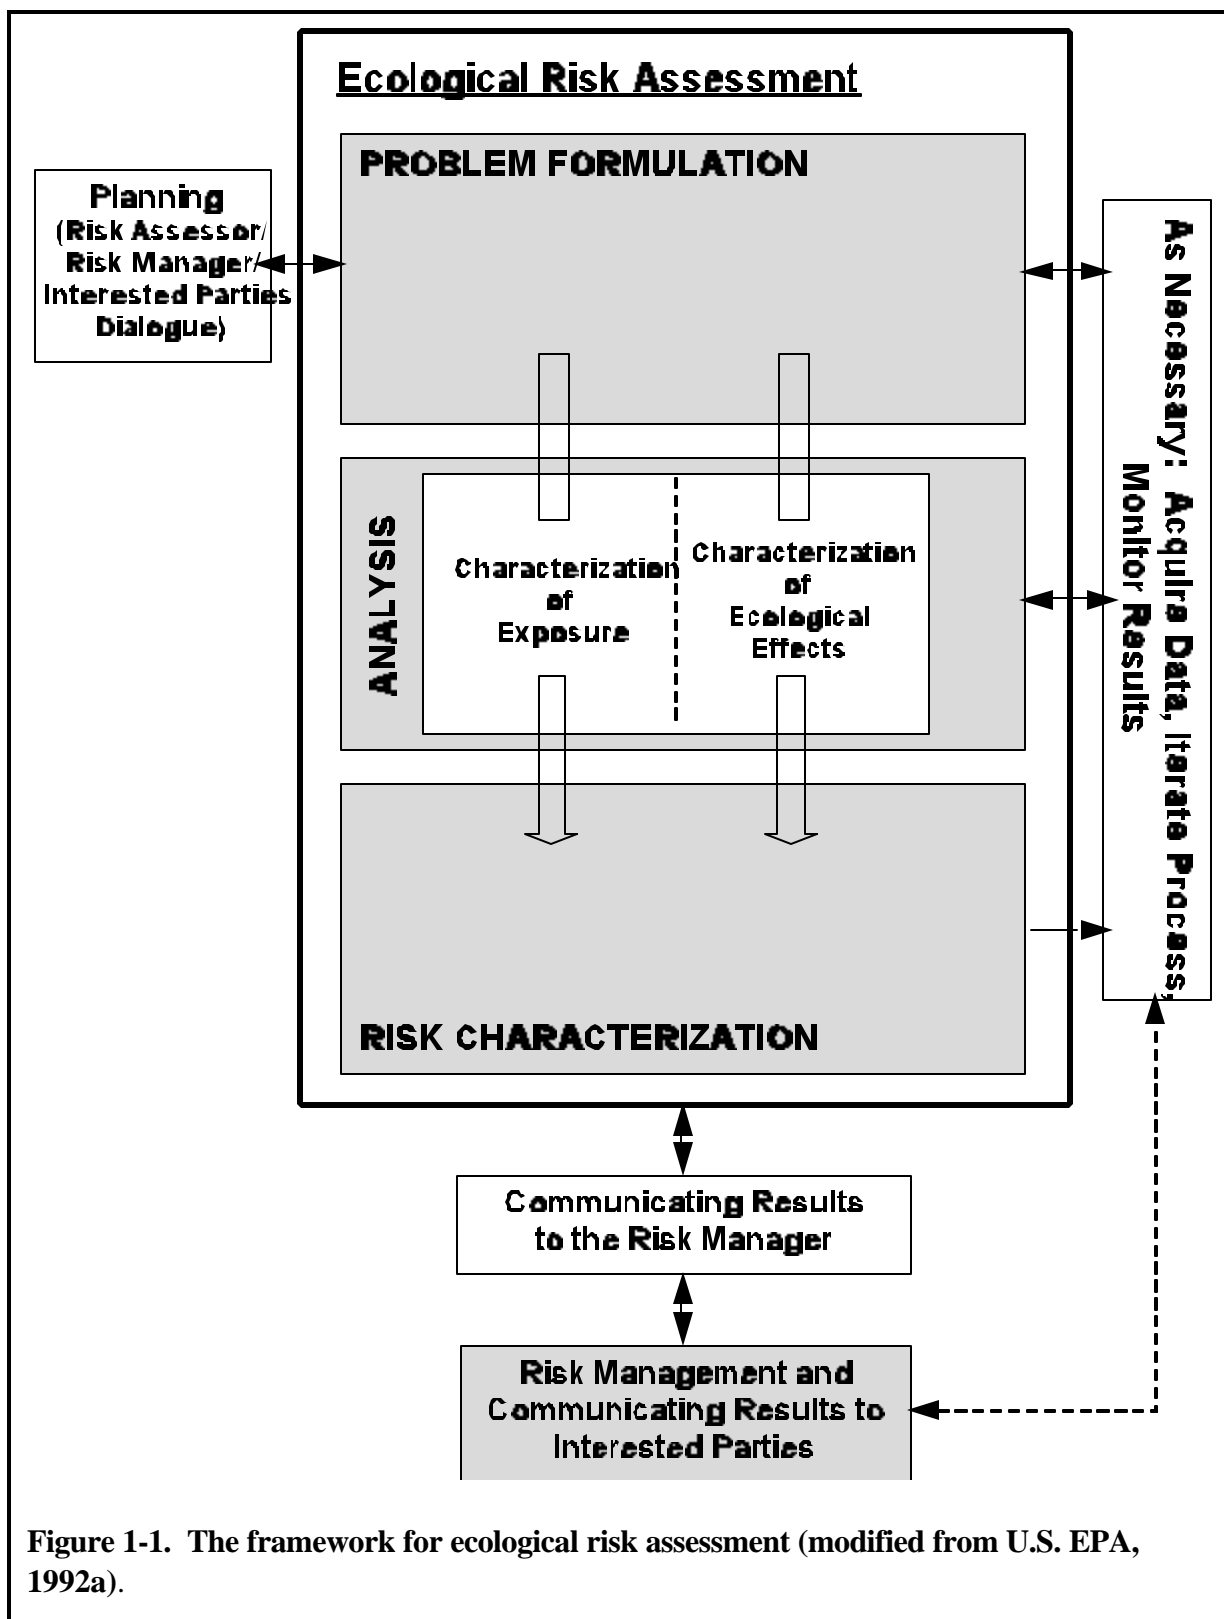 Ecological Risk Assessment
PROBLEM FORMULATION
Planning
(Risk Assessor/
Risk Manager/
Interested Parties
Dialogue)
As Necessary: Acquire Data, Iterate Process,
Monitor Results
ANALYSIS
Characterization
of
Exposure
Characterization
of
Ecological
Effects
RISK CHARACTERIZATION
Communicating Results
to the Risk Manager
Risk Management and
Communicating Results to
Interested Parties
Figure 1-1. The framework for ecological risk assessment (modified from U.S. EPA,
1992a).